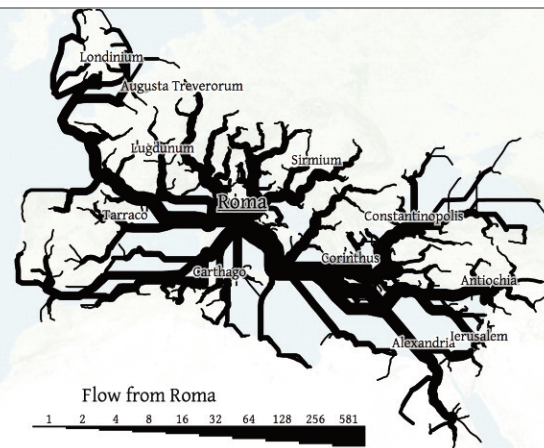 Londinium
Augusta Treverorum
Lugdunum
Sirmium
Roma
Tarraco
Constantinopolis
Corinthus
Carthago
Antiochia
Alexandria
Jerusalem
Flow from Roma
1 2 4 8 16 32 64 128 256 581